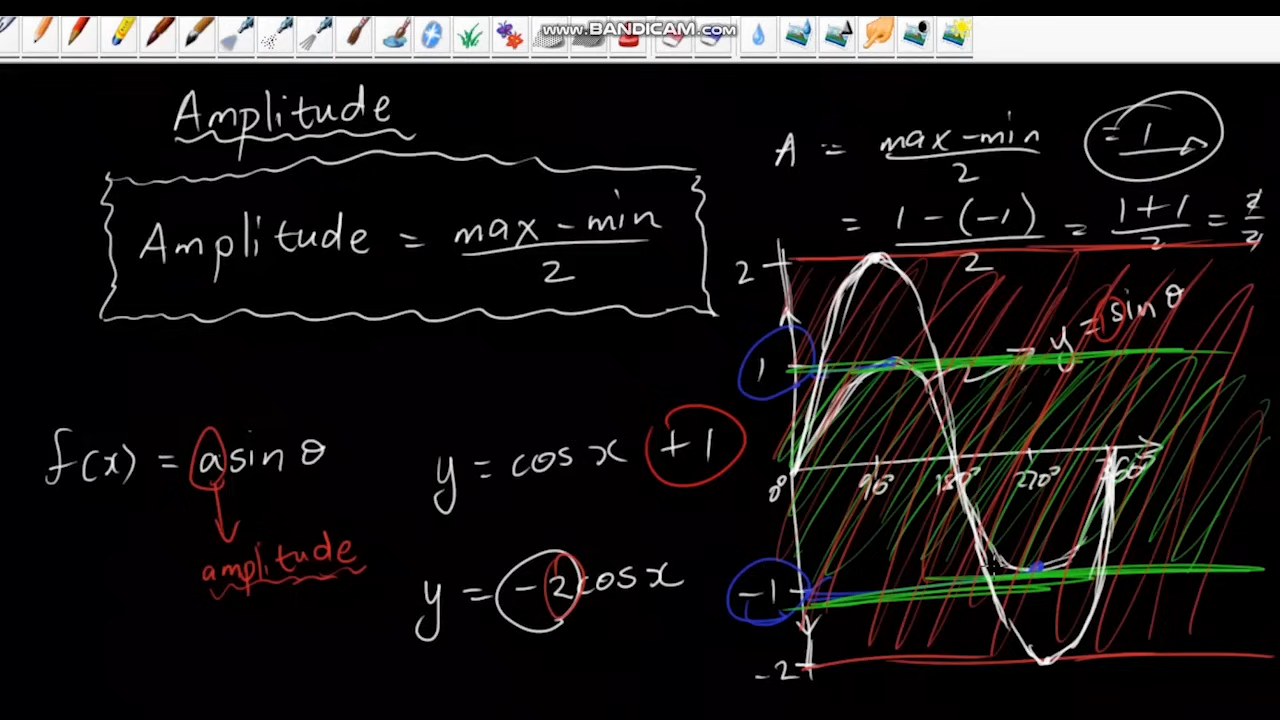 www.BANDICAM.com
Amplitude
Amplitude = max - min / 2
f(x) = a sin θ
amplitude
y = cos x + 1
y = -2 cos x
A = max - min / 2 = 1
= 1 - (-1) / 2 = 1 + 1 / 2 = 2 / 2
2
y = sin θ
1
0° 90° 180° 270° 360°
-1
-2